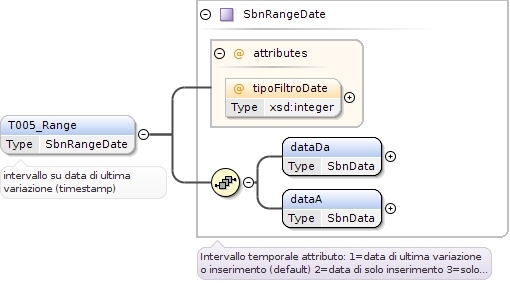 SbnRangeDate
@ attributes
@ tipoFiltroDate
Type xsd:integer
T005_Range
Type SbnRangeDate
intervallo su data di ultima
variazione (timestamp)
dataDa
Type SbnData
dataA
Type SbnData
Intervallo temporale attributo: 1=data di ultima variazione
o inserimento (default) 2=data di solo inserimento 3=solo...